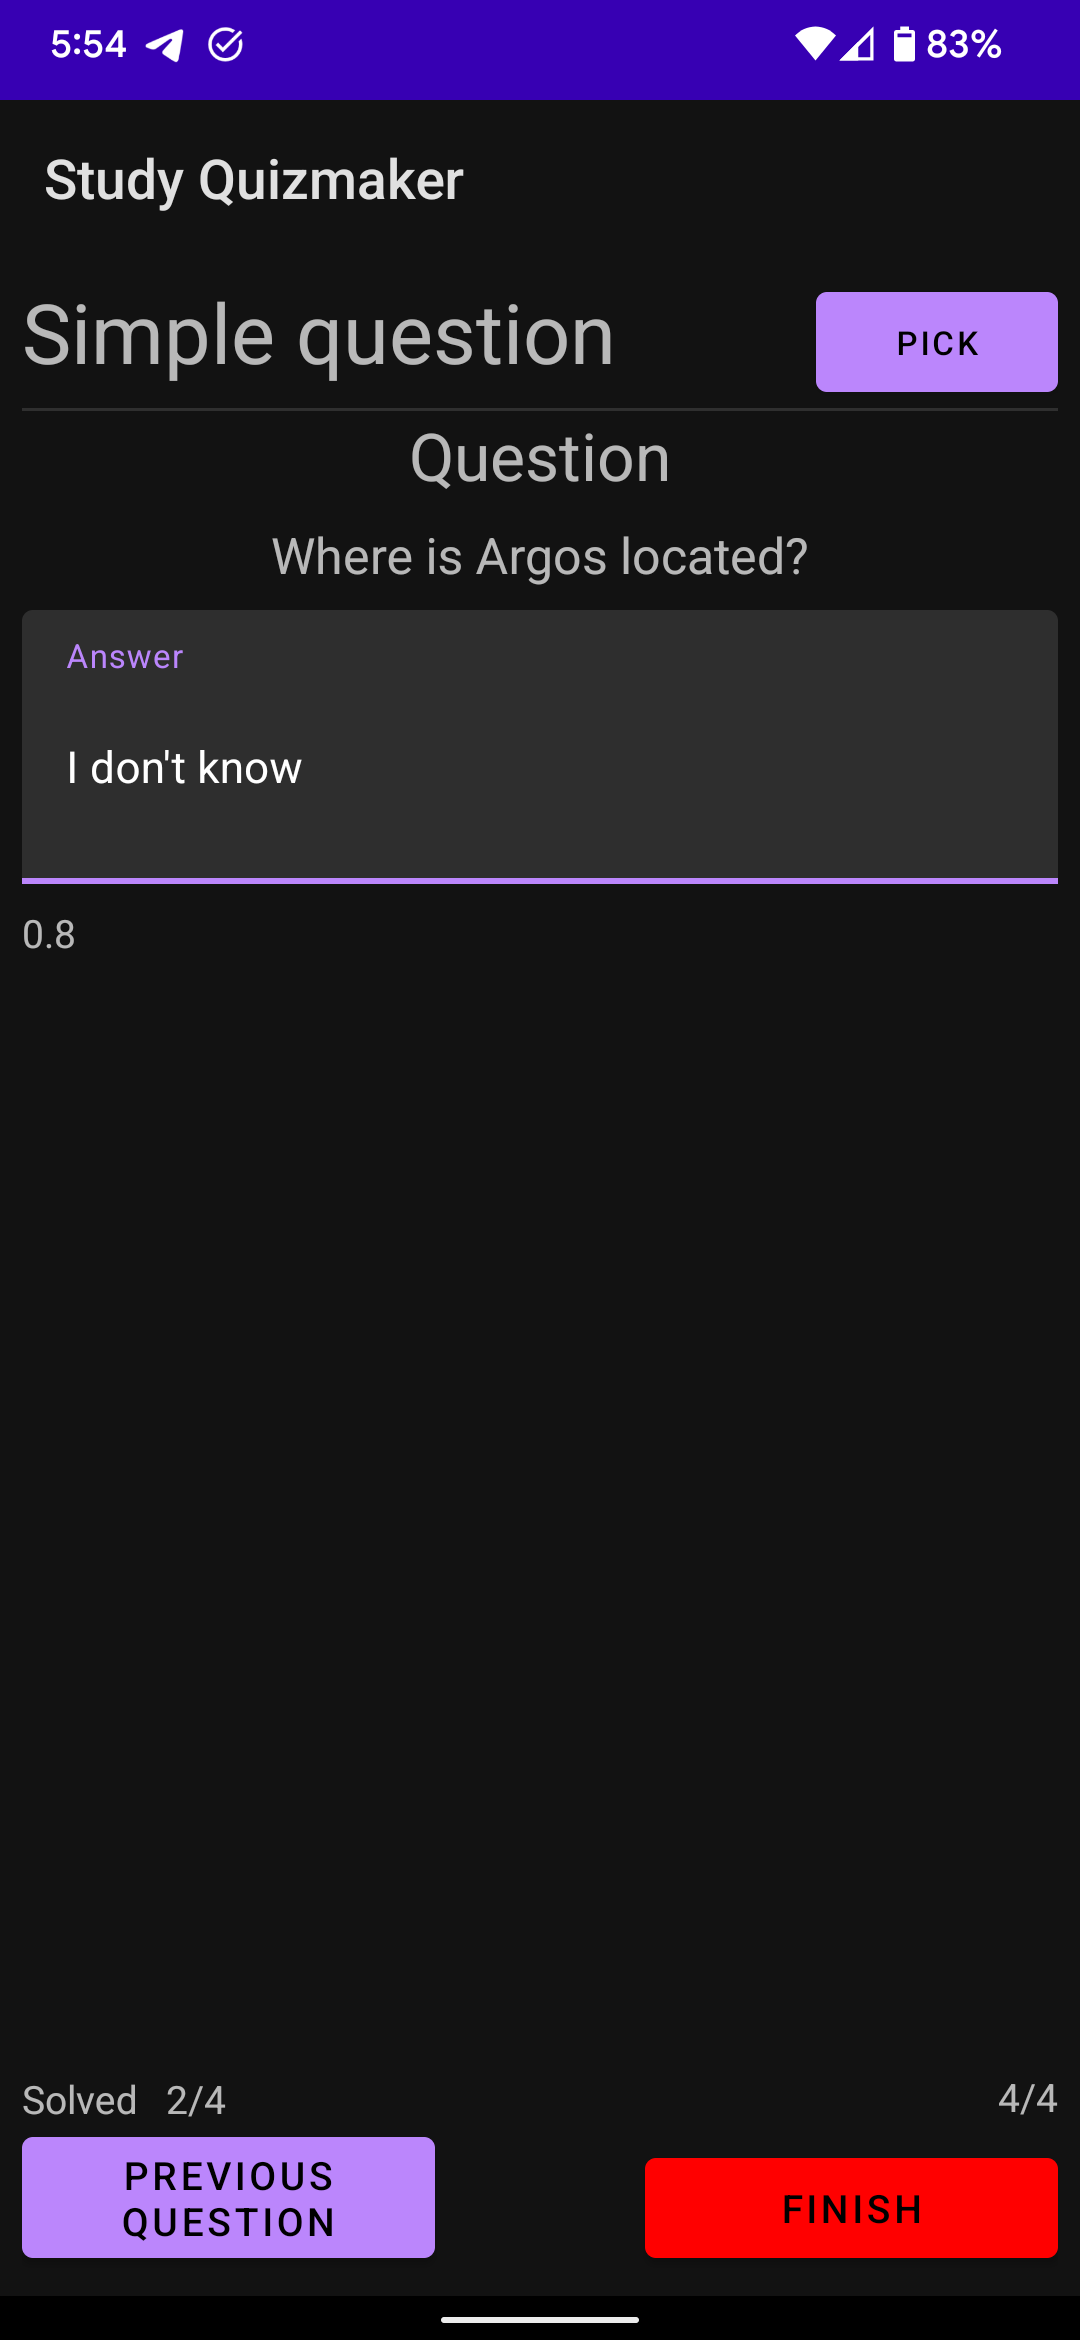 5:54 83%
Study Quizmaker
Simple question
PICK
Question
Where is Argos located?
Answer
I don't know
0.8
Solved 2/4 4/4
PREVIOUS
QUESTION
FINISH